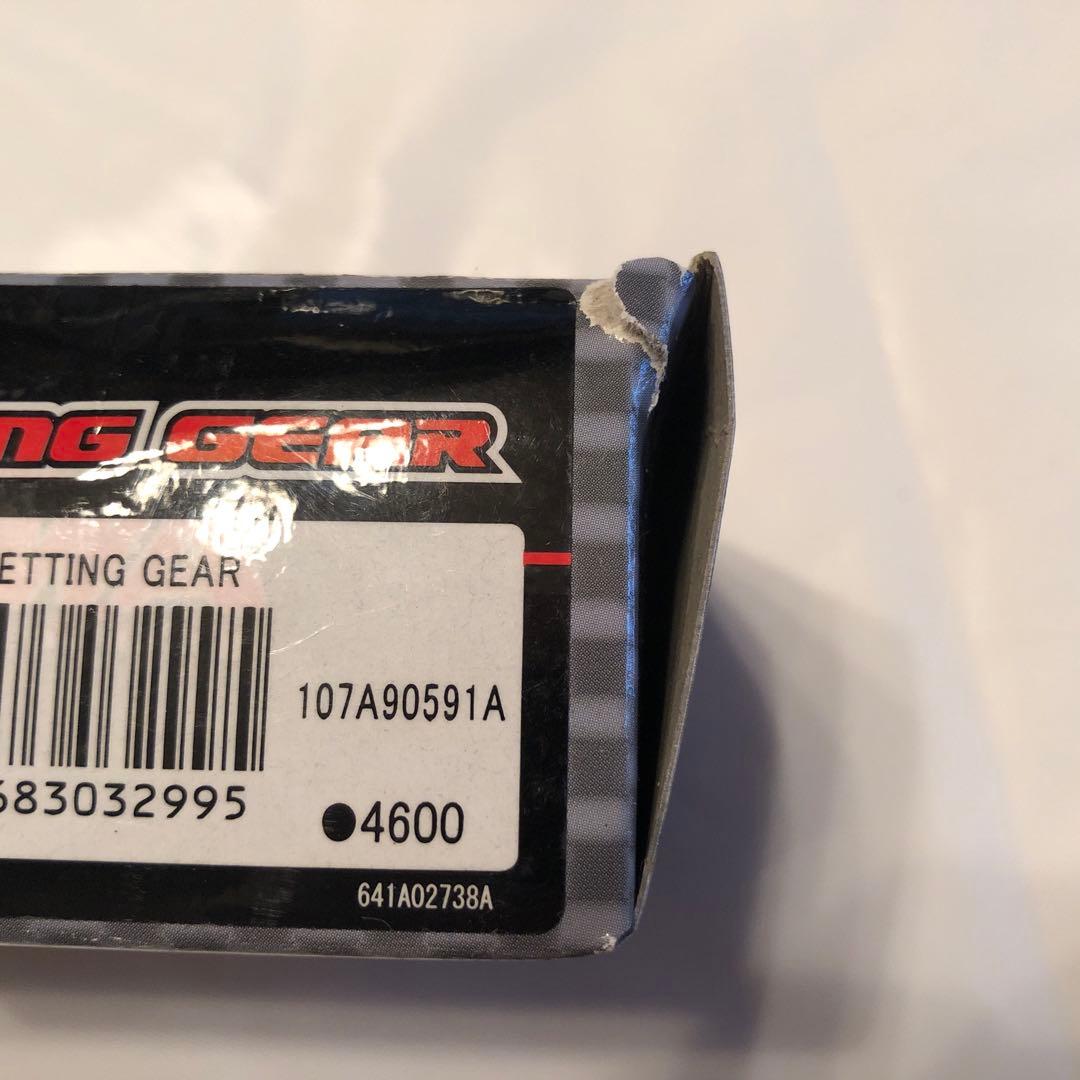 NG GEAR
ETTING GEAR
107A90591A
683032995
●4600
641A02738A